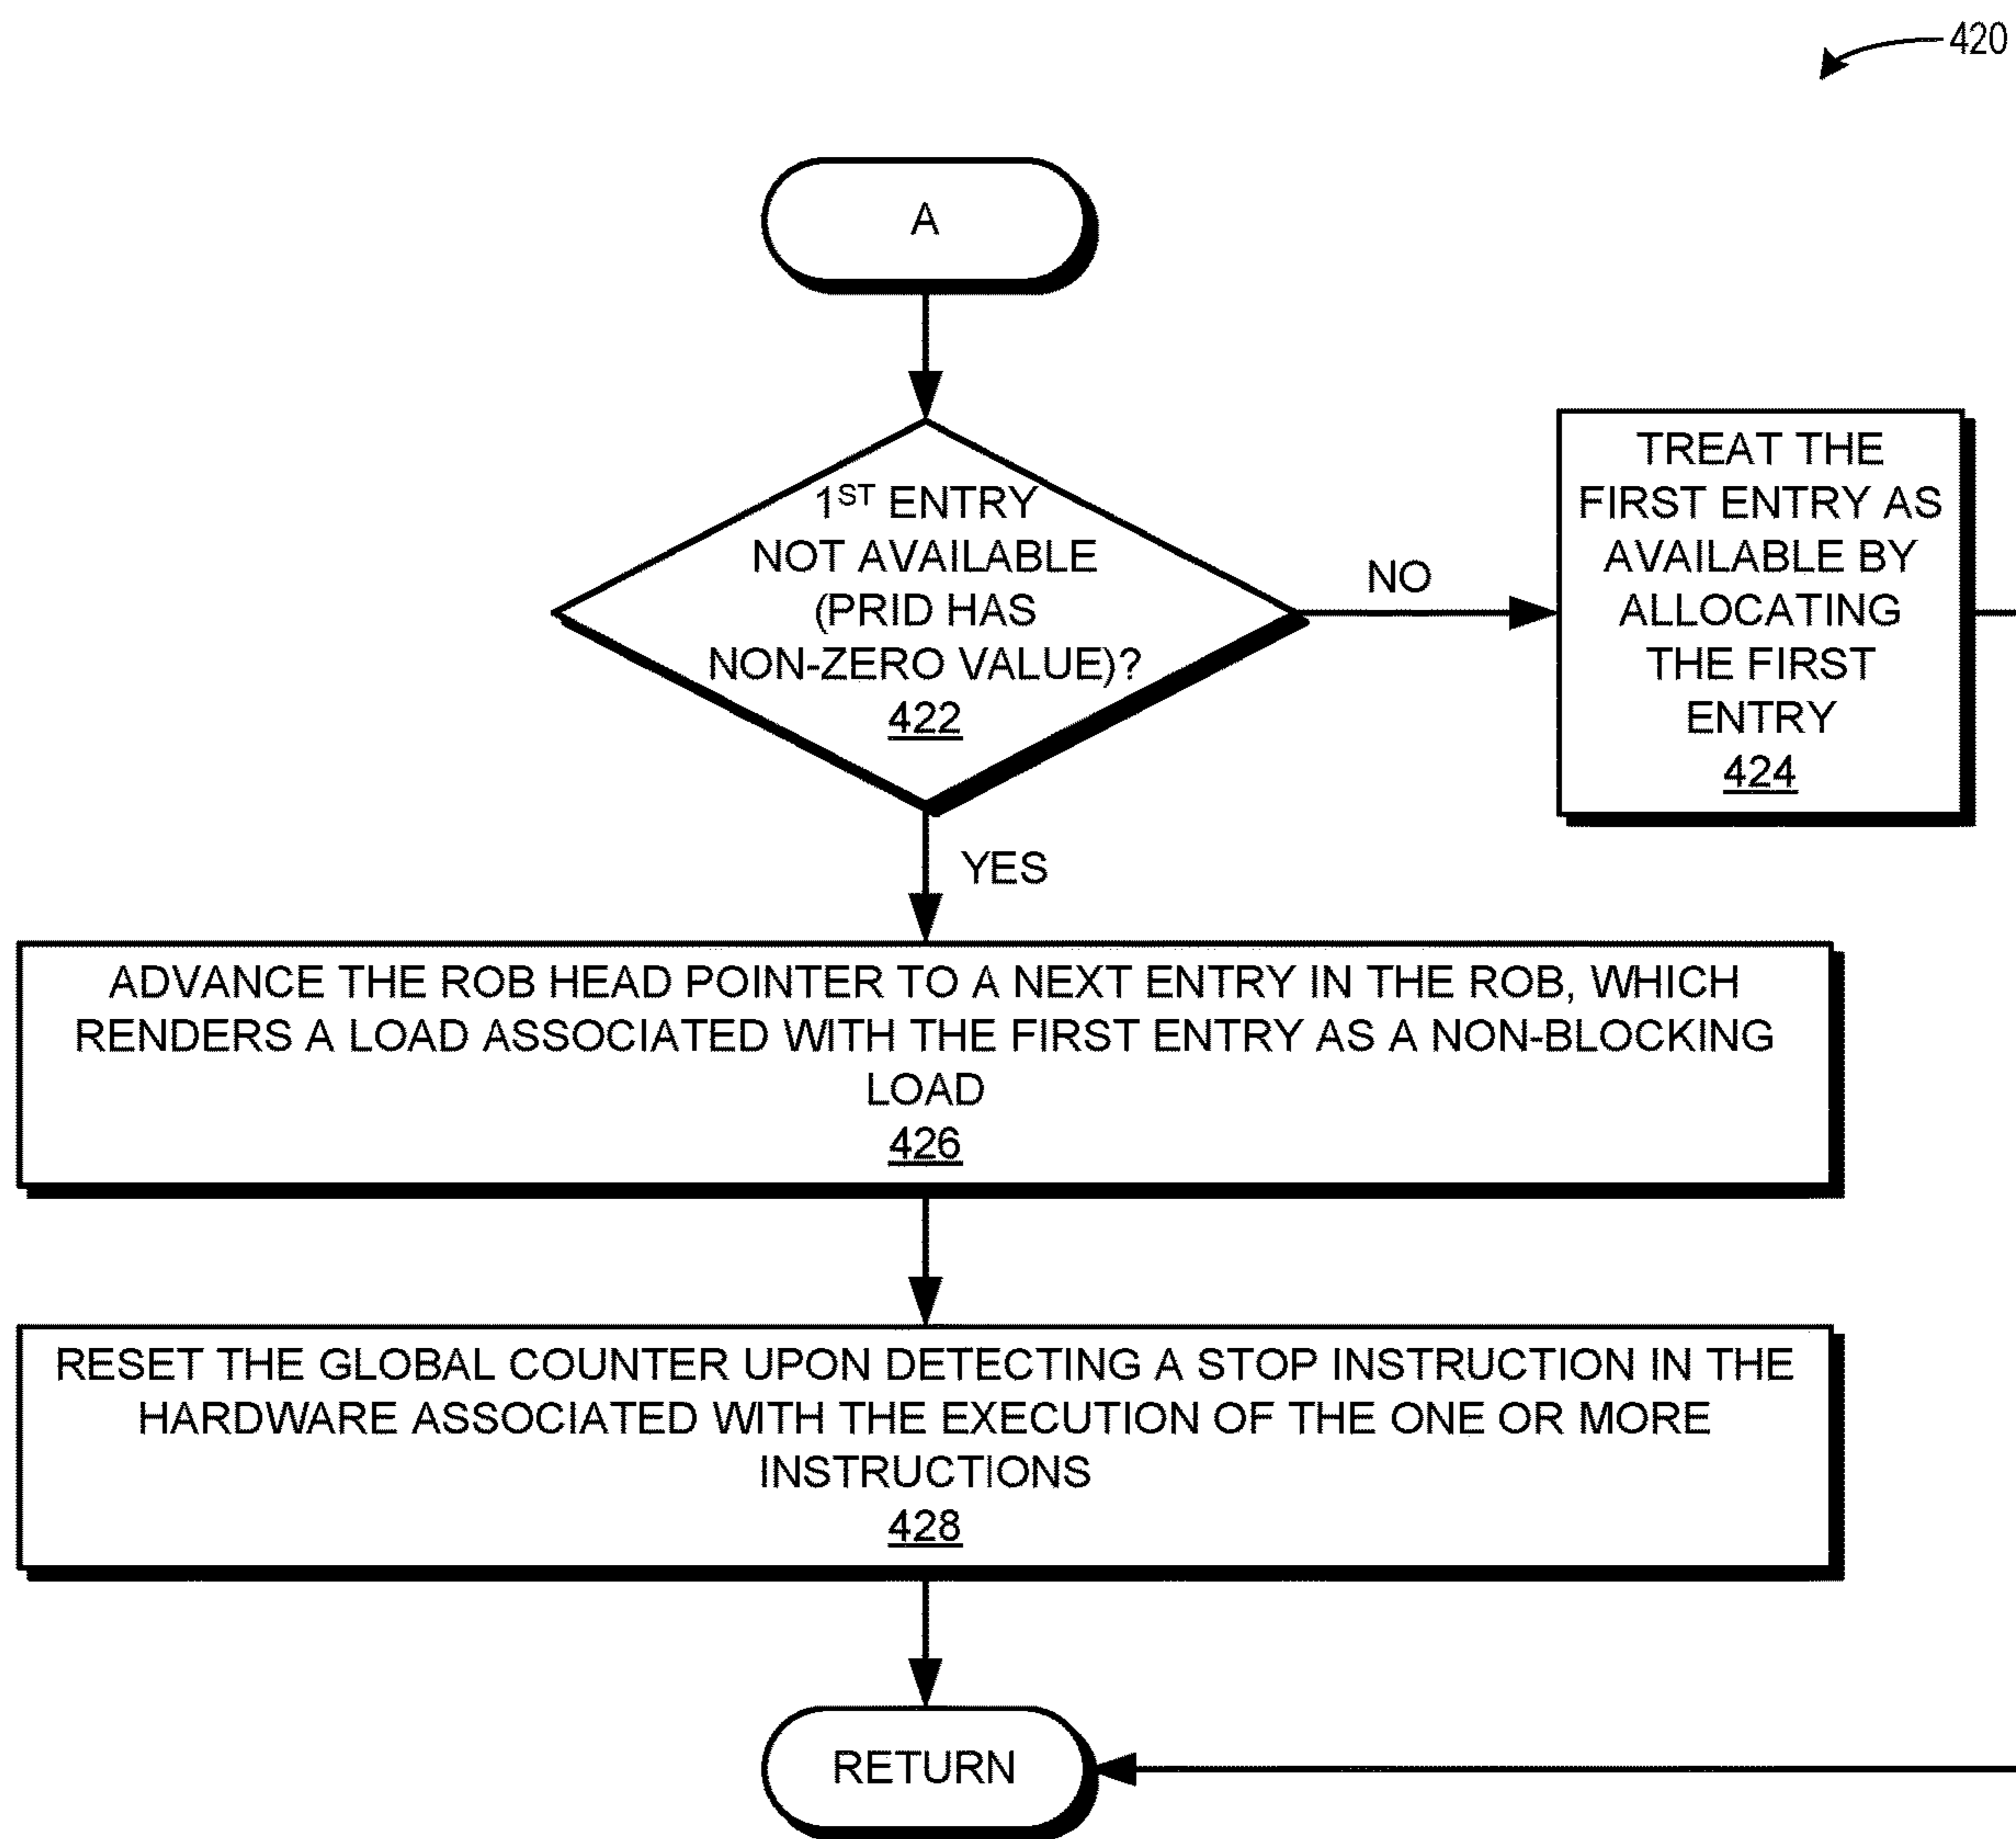 420
A
1ST ENTRY
NOT AVAILABLE
(PRID HAS
NON-ZERO VALUE)?
422
NO
TREAT THE
FIRST ENTRY AS
AVAILABLE BY
ALLOCATING
THE FIRST
ENTRY
424
YES
ADVANCE THE ROB HEAD POINTER TO A NEXT ENTRY IN THE ROB, WHICH
RENDERS A LOAD ASSOCIATED WITH THE FIRST ENTRY AS A NON-BLOCKING
LOAD
426
RESET THE GLOBAL COUNTER UPON DETECTING A STOP INSTRUCTION IN THE
HARDWARE ASSOCIATED WITH THE EXECUTION OF THE ONE OR MORE
INSTRUCTIONS
428
RETURN